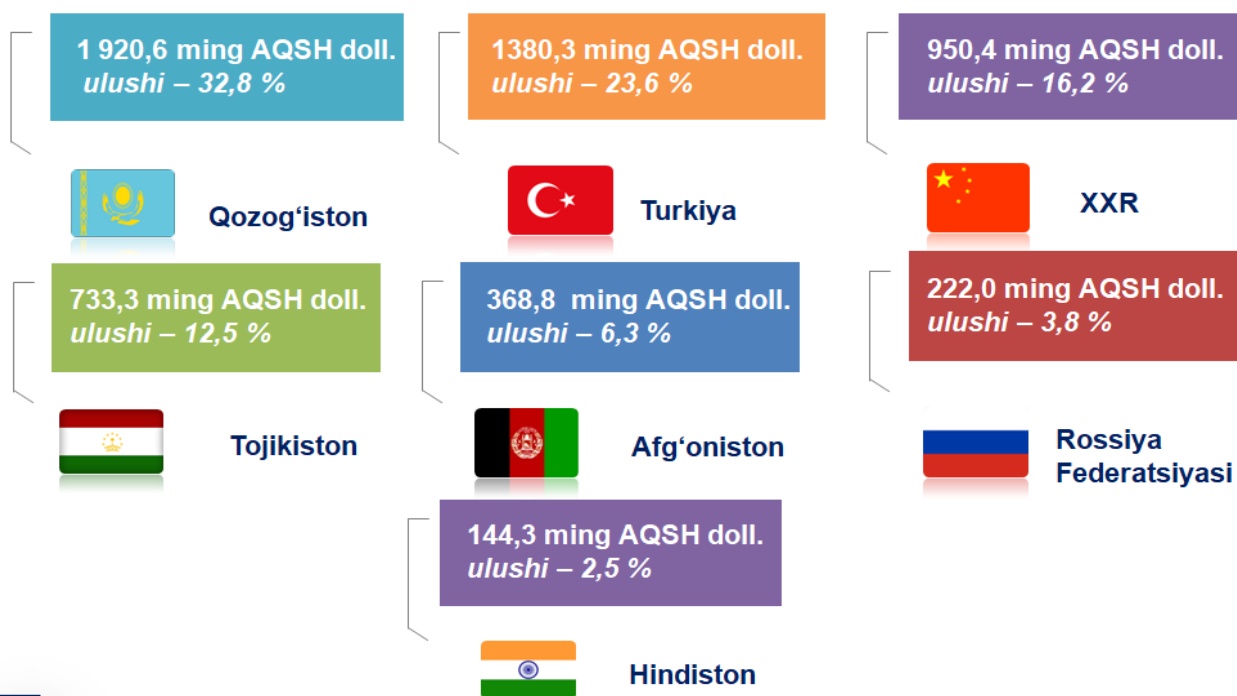 1 920,6 ming AQSH doll.
ulushi – 32,8 %
1380,3 ming AQSH doll.
ulushi – 23,6 %
950,4 ming AQSH doll.
ulushi – 16,2 %
Qozog‘iston
Turkiya
XXR
733,3 ming AQSH doll.
ulushi – 12,5 %
368,8 ming AQSH doll.
ulushi – 6,3 %
222,0 ming AQSH doll.
ulushi – 3,8 %
Tojikiston
Afg‘oniston
Rossiya
Federatsiyasi
144,3 ming AQSH doll.
ulushi – 2,5 %
Hindiston